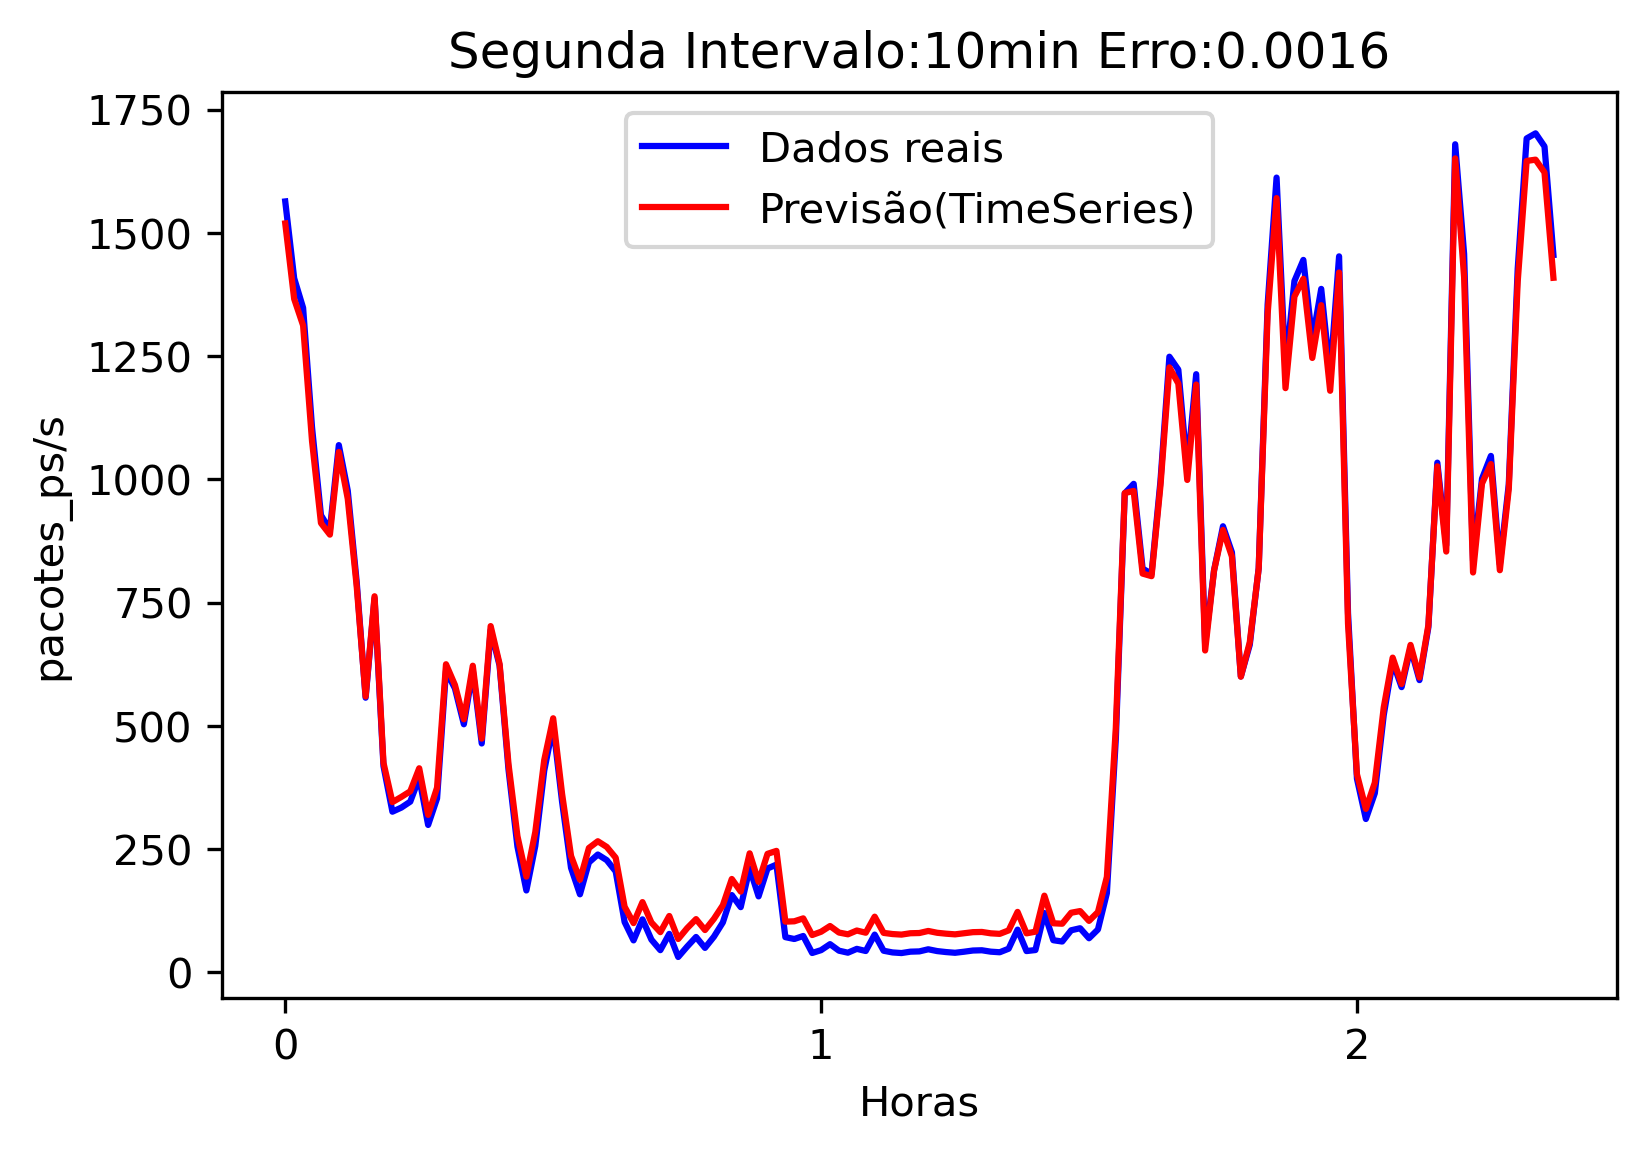 Segunda Intervalo:10min Erro:0.0016
Dados reais
Previsão(TimeSeries)
1750
1500
1250
1000
750
500
250
0
pacotes_ps/s
0 1 2
Horas